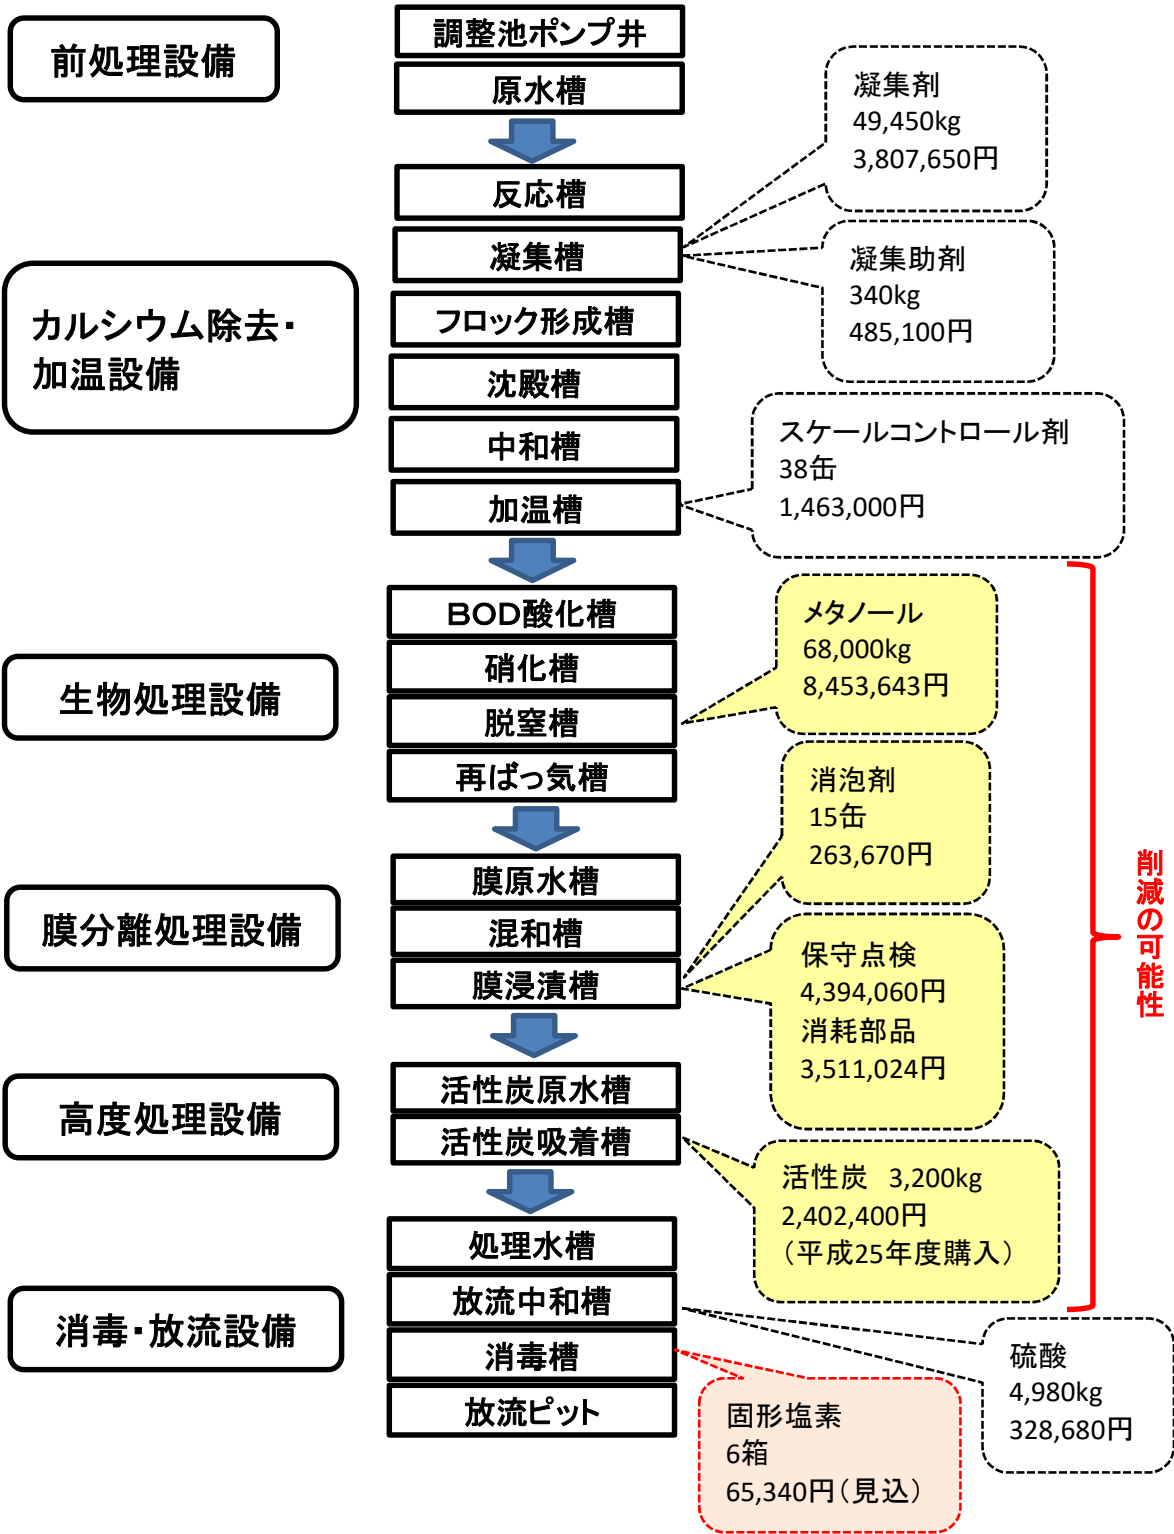 前処理設備
調整池ポンプ井
原水槽
カルシウム除去・
加温設備
反応槽
凝集槽
フロック形成槽
沈殿槽
中和槽
加温槽
凝集剤
49,450kg
3,807,650円
凝集助剤
340kg
485,100円
スケールコントロール剤
38缶
1,463,000円
生物処理設備
BOD酸化槽
硝化槽
脱窒槽
再ばっ気槽
メタノール
68,000kg
8,453,643円
膜分離処理設備
膜原水槽
混和槽
膜浸漬槽
消泡剤
15缶
263,670円
保守点検
4,394,060円
消耗部品
3,511,024円
高度処理設備
活性炭原水槽
活性炭吸着槽
活性炭　3,200kg
2,402,400円
（平成25年度購入）
削減の可能性
消毒・放流設備
処理水槽
放流中和槽
消毒槽
放流ピット
硫酸
4,980kg
328,680円
固形塩素
6箱
65,340円（見込）